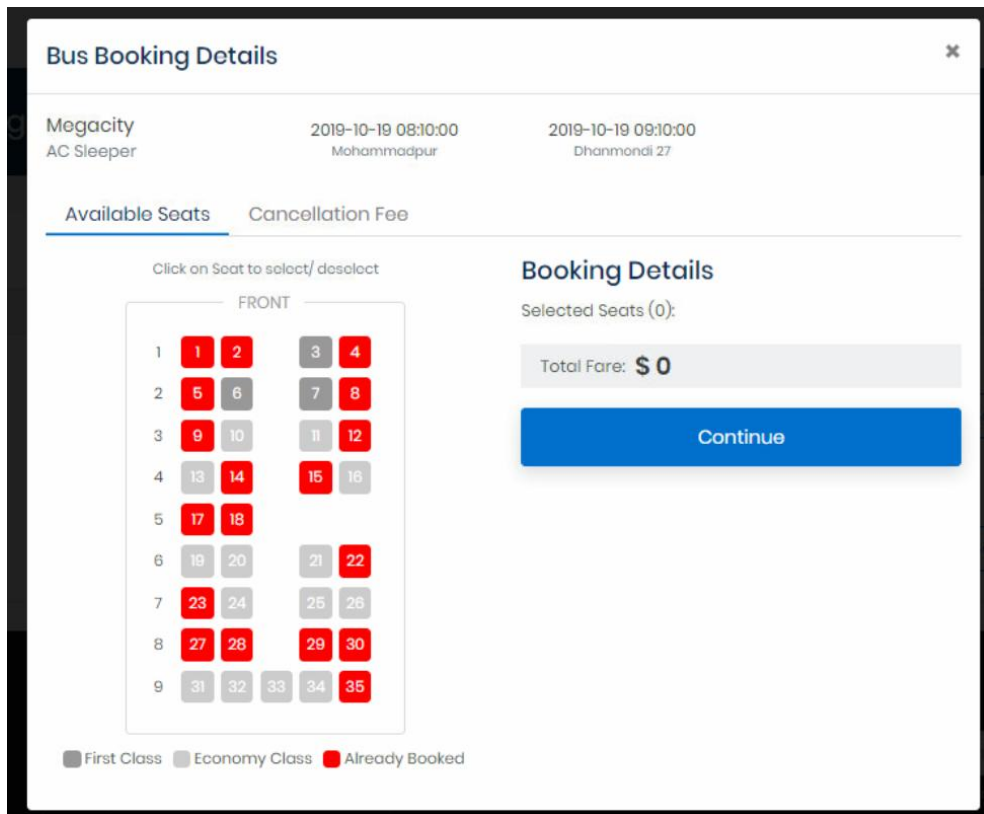 Bus Booking Details ×
g
Megacity 2019-10-19 08:10:00 2019-10-19 09:10:00
AC Sleeper Mohammadpur Dhanmondi 27
Available Seats Cancellation Fee
Click on Seat to select/ deselect
FRONT
1 1 2 3 4
2 5 6 7 8
3 9 10 11 12
4 13 14 15 16
5 17 18
6 19 20 21 22
7 23 24 25 26
8 27 28 29 30
9 31 32 33 34 35
First Class Economy Class Already Booked
Booking Details
Selected Seats (0):
Total Fare: $ 0
Continue